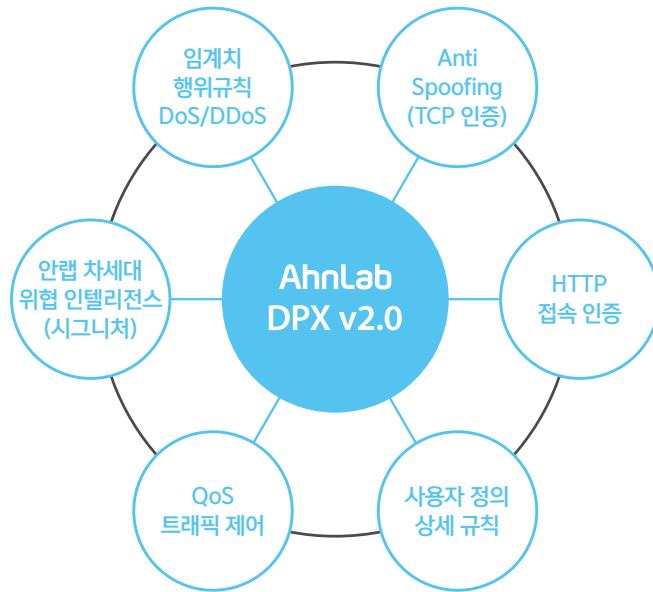 임계치
행위규칙
DoS/DDoS
Anti
Spoofing
(TCP 인증)
안랩 차세대
위협 인텔리전스
(시그니처)
AhnLab
DPX v2.0
HTTP
접속 인증
QoS
트래픽 제어
사용자 정의
상세 규칙